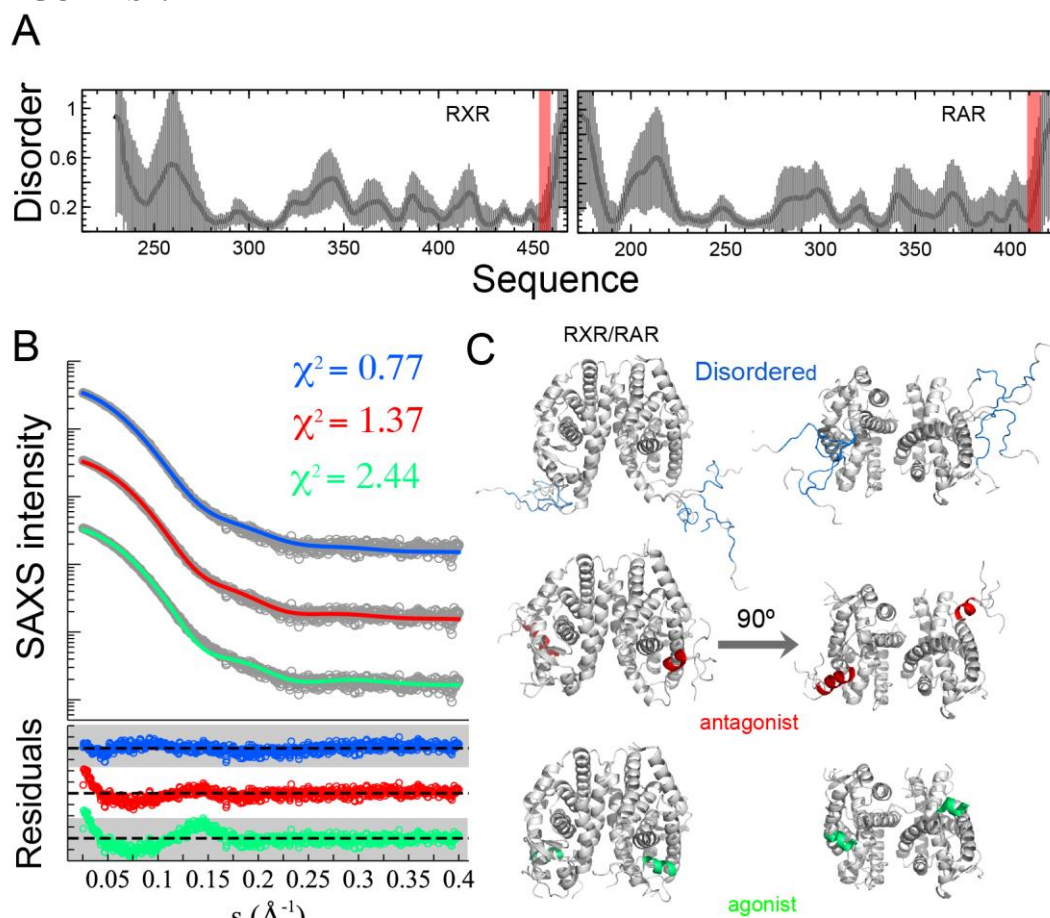 A
Disorder
1
0.6
0.2
RXR
RAR
250 300 350 400 450
200 250 300 350 400
Sequence
B
SAXS intensity
χ² = 0.77
χ² = 1.37
χ² = 2.44
Residuals
0.05 0.1 0.15 0.2 0.25 0.3 0.35 0.4
s (Å⁻¹)
C
RXR/RAR
Disordered
90º
antagonist
agonist